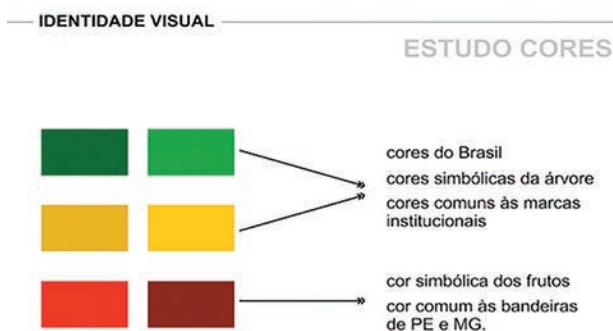 IDENTIDADE VISUAL
ESTUDO CORES
cores do Brasil
cores simbólicas da árvore
cores comuns às marcas
institucionais
cor simbólica dos frutos
cor comum às bandeiras
de PE e MG.